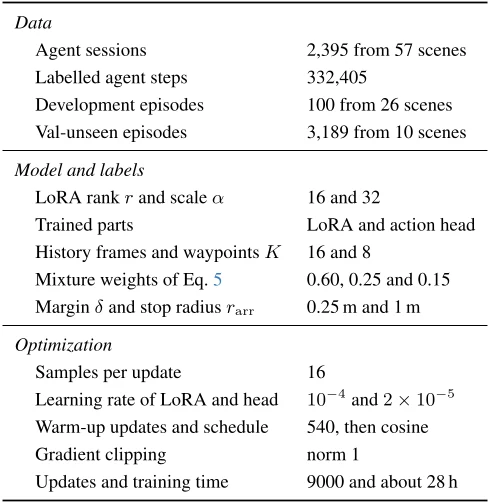 Data
Agent sessions 2,395 from 57 scenes
Labelled agent steps 332,405
Development episodes 100 from 26 scenes
Val-unseen episodes 3,189 from 10 scenes
Model and labels
LoRA rank r and scale α 16 and 32
Trained parts LoRA and action head
History frames and waypoints K 16 and 8
Mixture weights of Eq. 5 0.60, 0.25 and 0.15
Margin δ and stop radius r_arr 0.25 m and 1 m
Optimization
Samples per update 16
Learning rate of LoRA and head 10⁻⁴ and 2 × 10⁻⁵
Warm-up updates and schedule 540, then cosine
Gradient clipping norm 1
Updates and training time 9000 and about 28 h